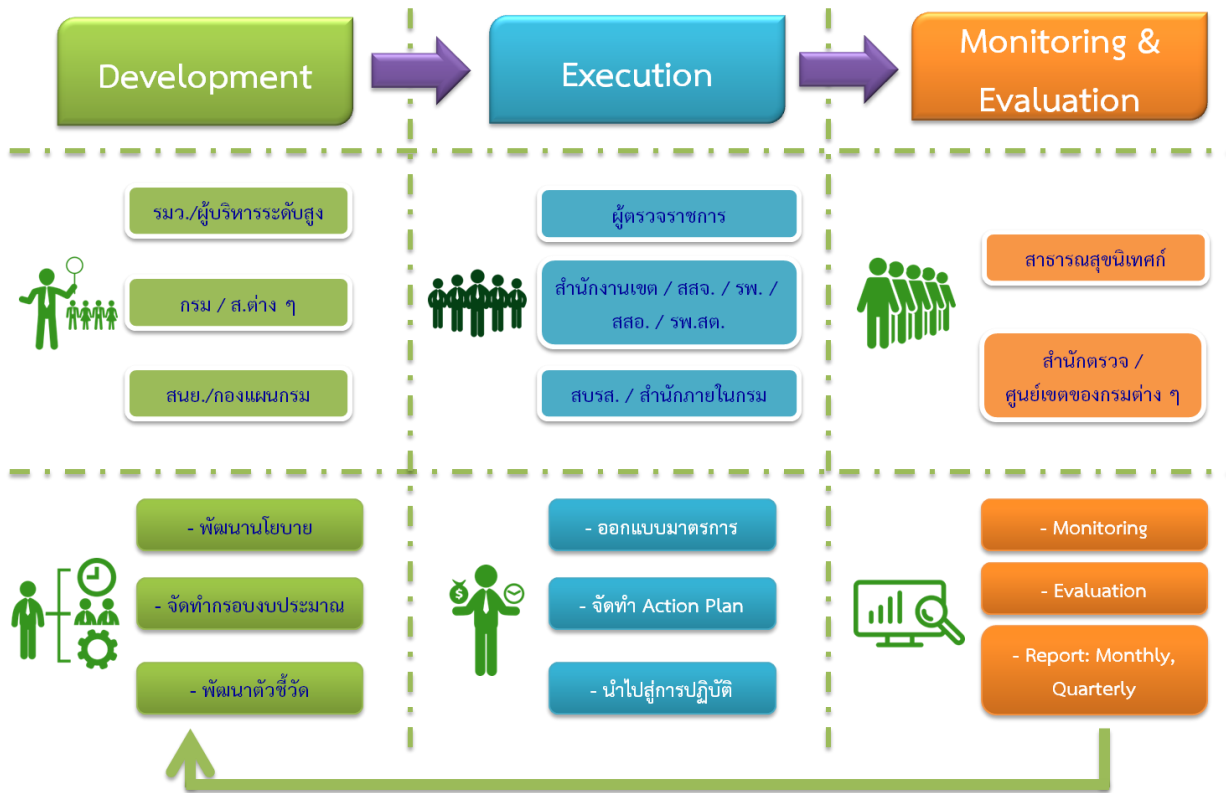 Development
Execution
Monitoring &
Evaluation
รมว./ผู้บริหารระดับสูง
กรม / ส.ต่าง ๆ
สนย./กองแผนกรม
ผู้ตรวจราชการ
สำนักงานเขต / สสจ. / รพ. /
สสอ. / รพ.สต.
สบรส. / สำนักภายในกรม
สาธารณสุขนิเทศก์
สำนักตรวจ /
ศูนย์เขตของกรมต่าง ๆ
- พัฒนานโยบาย
- จัดทำกรอบงบประมาณ
- พัฒนาตัวชี้วัด
- ออกแบบมาตรการ
- จัดทำ Action Plan
- นำไปสู่การปฏิบัติ
- Monitoring
- Evaluation
- Report: Monthly,
Quarterly